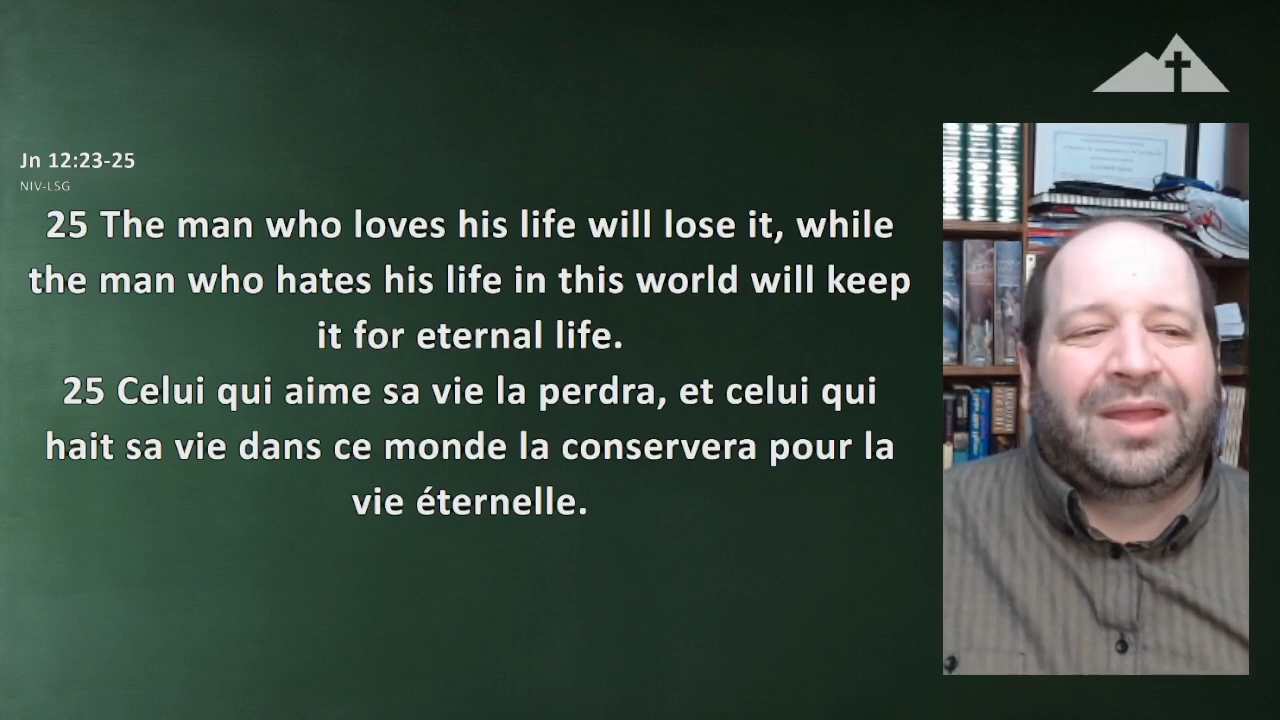 Jn 12:23-25
NIV-LSG
25 The man who loves his life will lose it, while
the man who hates his life in this world will keep
it for eternal life.
25 Celui qui aime sa vie la perdra, et celui qui
hait sa vie dans ce monde la conservera pour la
vie éternelle.